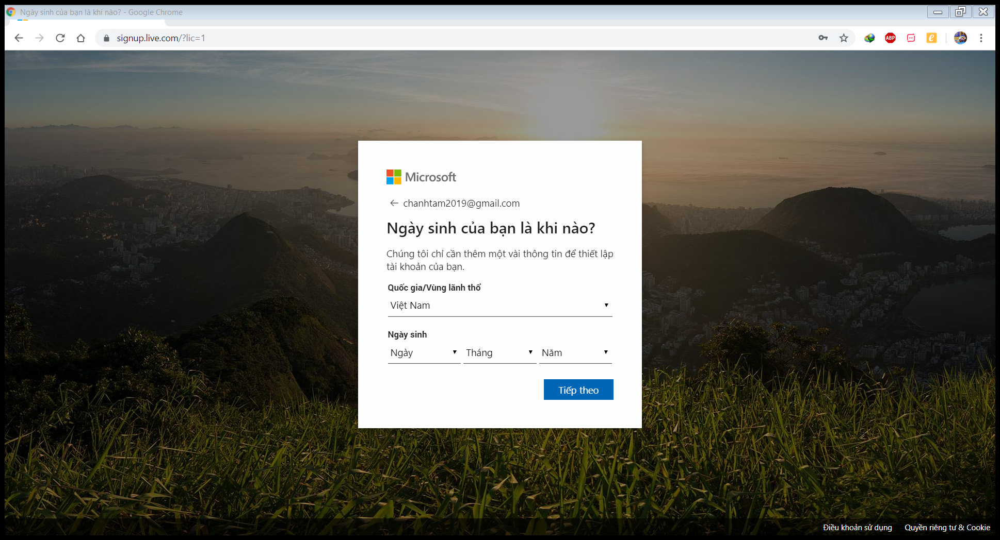 Ngày sinh của bạn là khi nào? - Google Chrome
signup.live.com/?lic=1
ABP
e
Microsoft
chanhtam2019@gmail.com
Ngày sinh của bạn là khi nào?
Chúng tôi chỉ cần thêm một vài thông tin để thiết lập
tài khoản của bạn.
Quốc gia/Vùng lãnh thổ
Việt Nam
Ngày sinh
Ngày Tháng Năm
Tiếp theo
Điều khoản sử dụng Quyền riêng tư & Cookie